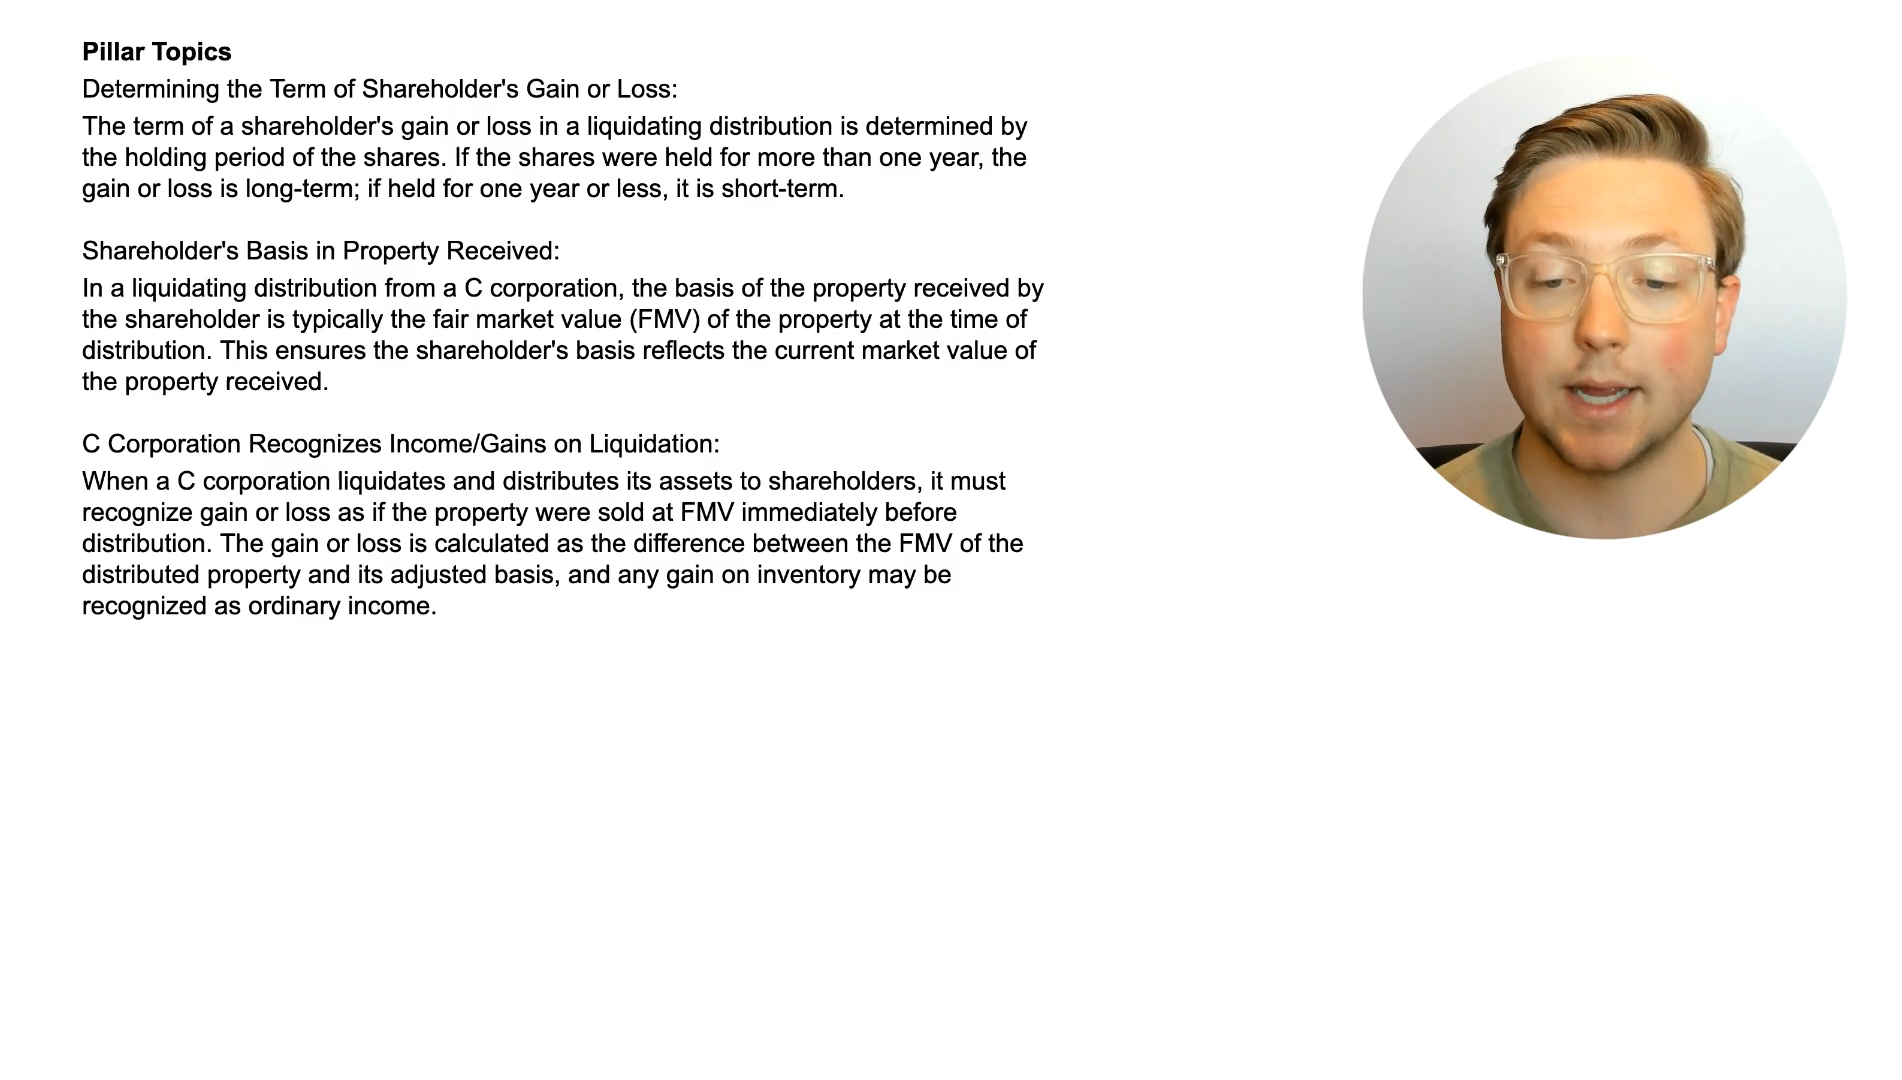 Pillar Topics
Determining the Term of Shareholder's Gain or Loss:
The term of a shareholder's gain or loss in a liquidating distribution is determined by
the holding period of the shares. If the shares were held for more than one year, the
gain or loss is long-term; if held for one year or less, it is short-term.
Shareholder's Basis in Property Received:
In a liquidating distribution from a C corporation, the basis of the property received by
the shareholder is typically the fair market value (FMV) of the property at the time of
distribution. This ensures the shareholder's basis reflects the current market value of
the property received.
C Corporation Recognizes Income/Gains on Liquidation:
When a C corporation liquidates and distributes its assets to shareholders, it must
recognize gain or loss as if the property were sold at FMV immediately before
distribution. The gain or loss is calculated as the difference between the FMV of the
distributed property and its adjusted basis, and any gain on inventory may be
recognized as ordinary income.